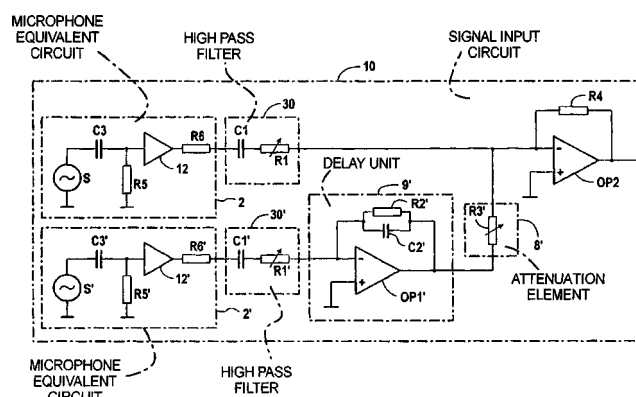 MICROPHONE
EQUIVALENT
CIRCUIT
HIGH PASS
FILTER
SIGNAL INPUT
CIRCUIT
10
30
R4
C3
R6
C1
R1
12
R5
S
2
OP2
DELAY UNIT
9'
30'
R2'
C2'
R3'
8'
C3'
R6'
C1'
R1'
12'
R5'
S'
2'
OP1'
ATTENUATION
ELEMENT
MICROPHONE
EQUIVALENT
CIRCUIT
HIGH PASS
FILTER